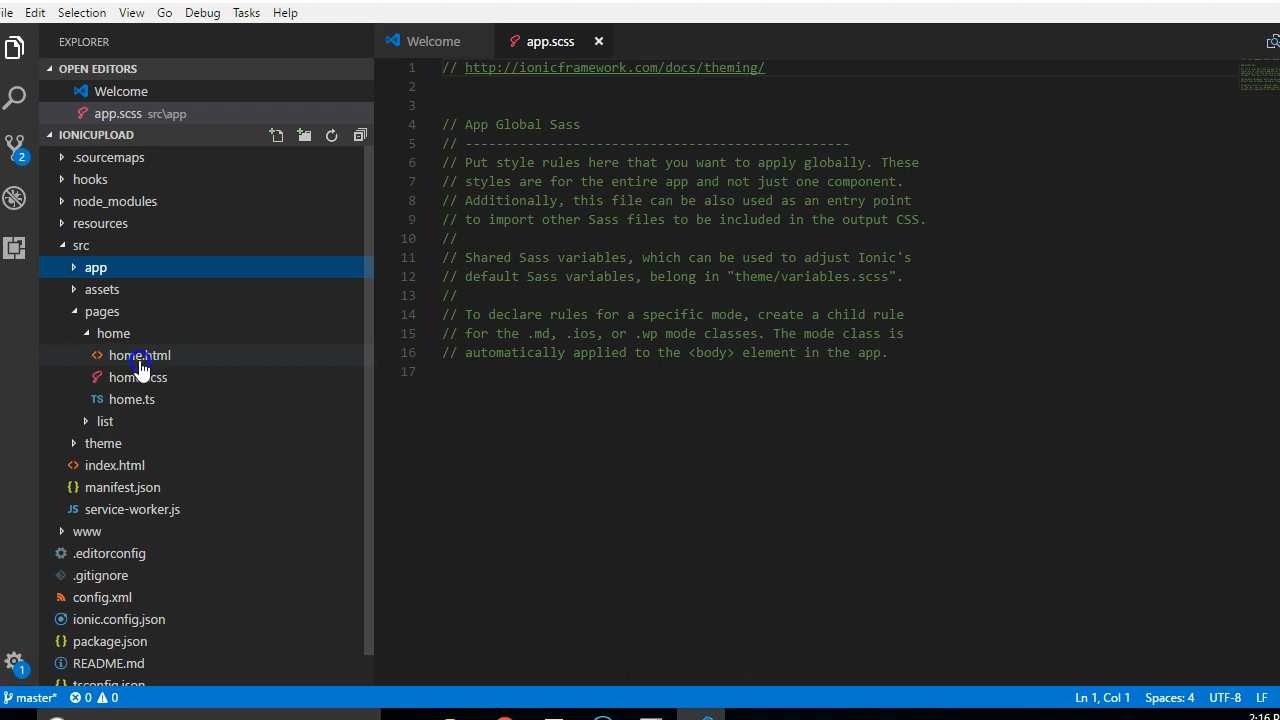 File Edit Selection View Go Debug Tasks Help
EXPLORER
OPEN EDITORS
Welcome
app.scss src\app
IONICUPLOAD
.sourcemaps
hooks
node_modules
resources
src
app
assets
pages
home
home.html
home.scss
TS home.ts
list
theme
index.html
manifest.json
JS service-worker.js
www
.editorconfig
.gitignore
config.xml
ionic.config.json
package.json
README.md
tsconfig.json
2
1
Welcome
app.scss
1 // http://ionicframework.com/docs/theming/
2
3
4 // App Global Sass
5 // --------------------------------------------------
6 // Put style rules here that you want to apply globally. These
7 // styles are for the entire app and not just one component.
8 // Additionally, this file can be also used as an entry point
9 // to import other Sass files to be included in the output CSS.
10 //
11 // Shared Sass variables, which can be used to adjust Ionic's
12 // default Sass variables, belong in "theme/variables.scss".
13 //
14 // To declare rules for a specific mode, create a child rule
15 // for the .md, .ios, or .wp mode classes. The mode class is
16 // automatically applied to the <body> element in the app.
17
master* 0 0 Ln 1, Col 1 Spaces: 4 UTF-8 LF